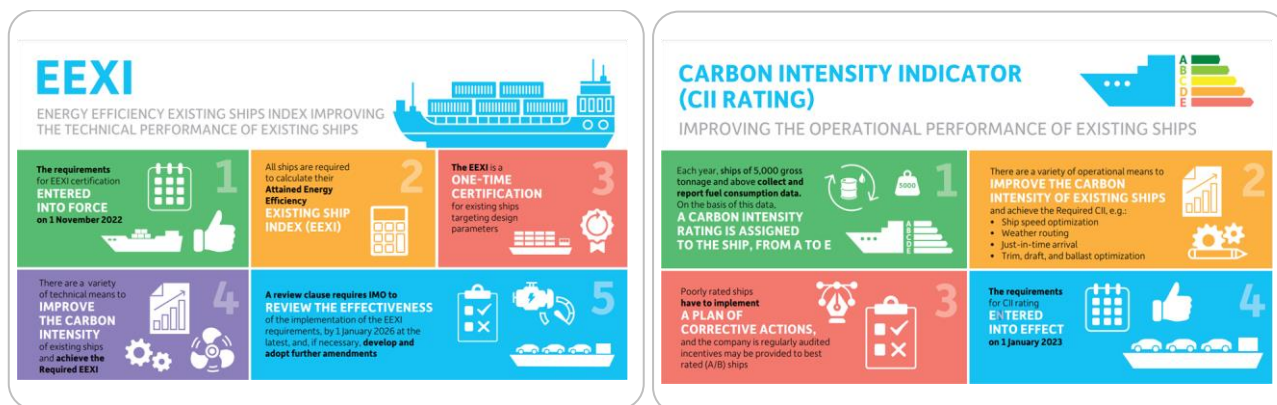 EEXI
ENERGY EFFICIENCY EXISTING SHIPS INDEX IMPROVING
THE TECHNICAL PERFORMANCE OF EXISTING SHIPS
The requirements
for EEXI certification
ENTERED
INTO FORCE
on 1 November 2022
1
All ships are required
to calculate their
Attained Energy
Efficiency
EXISTING SHIP
INDEX (EEXI)
2
The EEXI is a
ONE-TIME
CERTIFICATION
for existing ships
targeting design
parameters
3
There are a variety
of technical means to
IMPROVE
THE CARBON
INTENSITY
of existing ships
and achieve the
Required EEXI
4
A review clause requires IMO to
REVIEW THE EFFECTIVENESS
of the implementation of the EEXI
requirements, by 1 January 2026 at the
latest, and, if necessary, develop and
adopt further amendments
5
CARBON INTENSITY INDICATOR
(CII RATING)
IMPROVING THE OPERATIONAL PERFORMANCE OF EXISTING SHIPS
A
B
C
D
E
Each year, ships of 5,000 gross
tonnage and above collect and
report fuel consumption data.
On the basis of this data,
A CARBON INTENSITY
RATING IS ASSIGNED
TO THE SHIP, FROM A TO E
5000
A
B
C
D
E
1
There are a variety of operational means to
IMPROVE THE CARBON
INTENSITY OF EXISTING SHIPS
and achieve the Required CII, e.g.:
• Ship speed optimization
• Weather routing
• Just-in-time arrival
• Trim, draft, and ballast optimization
2
Poorly rated ships
have to implement
A PLAN OF
CORRECTIVE ACTIONS,
and the company is regularly audited
incentives may be provided to best
rated (A/B) ships
3
The requirements
for CII rating
ENTERED
INTO EFFECT
on 1 January 2023
4